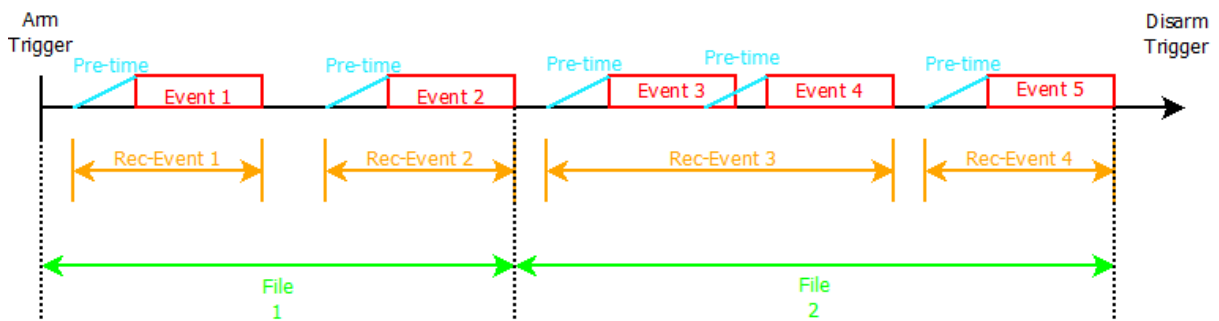 Arm
Trigger
Disarm
Trigger
Pre-time
Pre-time
Pre-time
Pre-time
Pre-time
Event 1
Event 2
Event 3
Event 4
Event 5
Rec-Event 1
Rec-Event 2
Rec-Event 3
Rec-Event 4
File
1
File
2